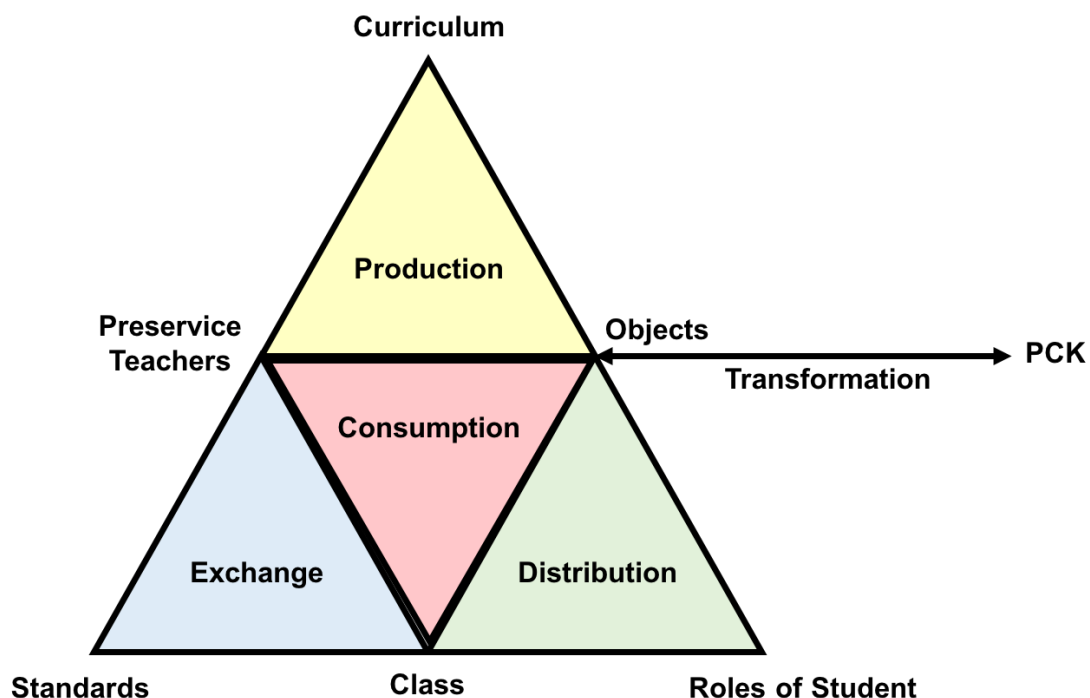 Curriculum
Production
Preservice
Teachers
Objects
PCK
Transformation
Consumption
Exchange
Distribution
Standards
Class
Roles of Student